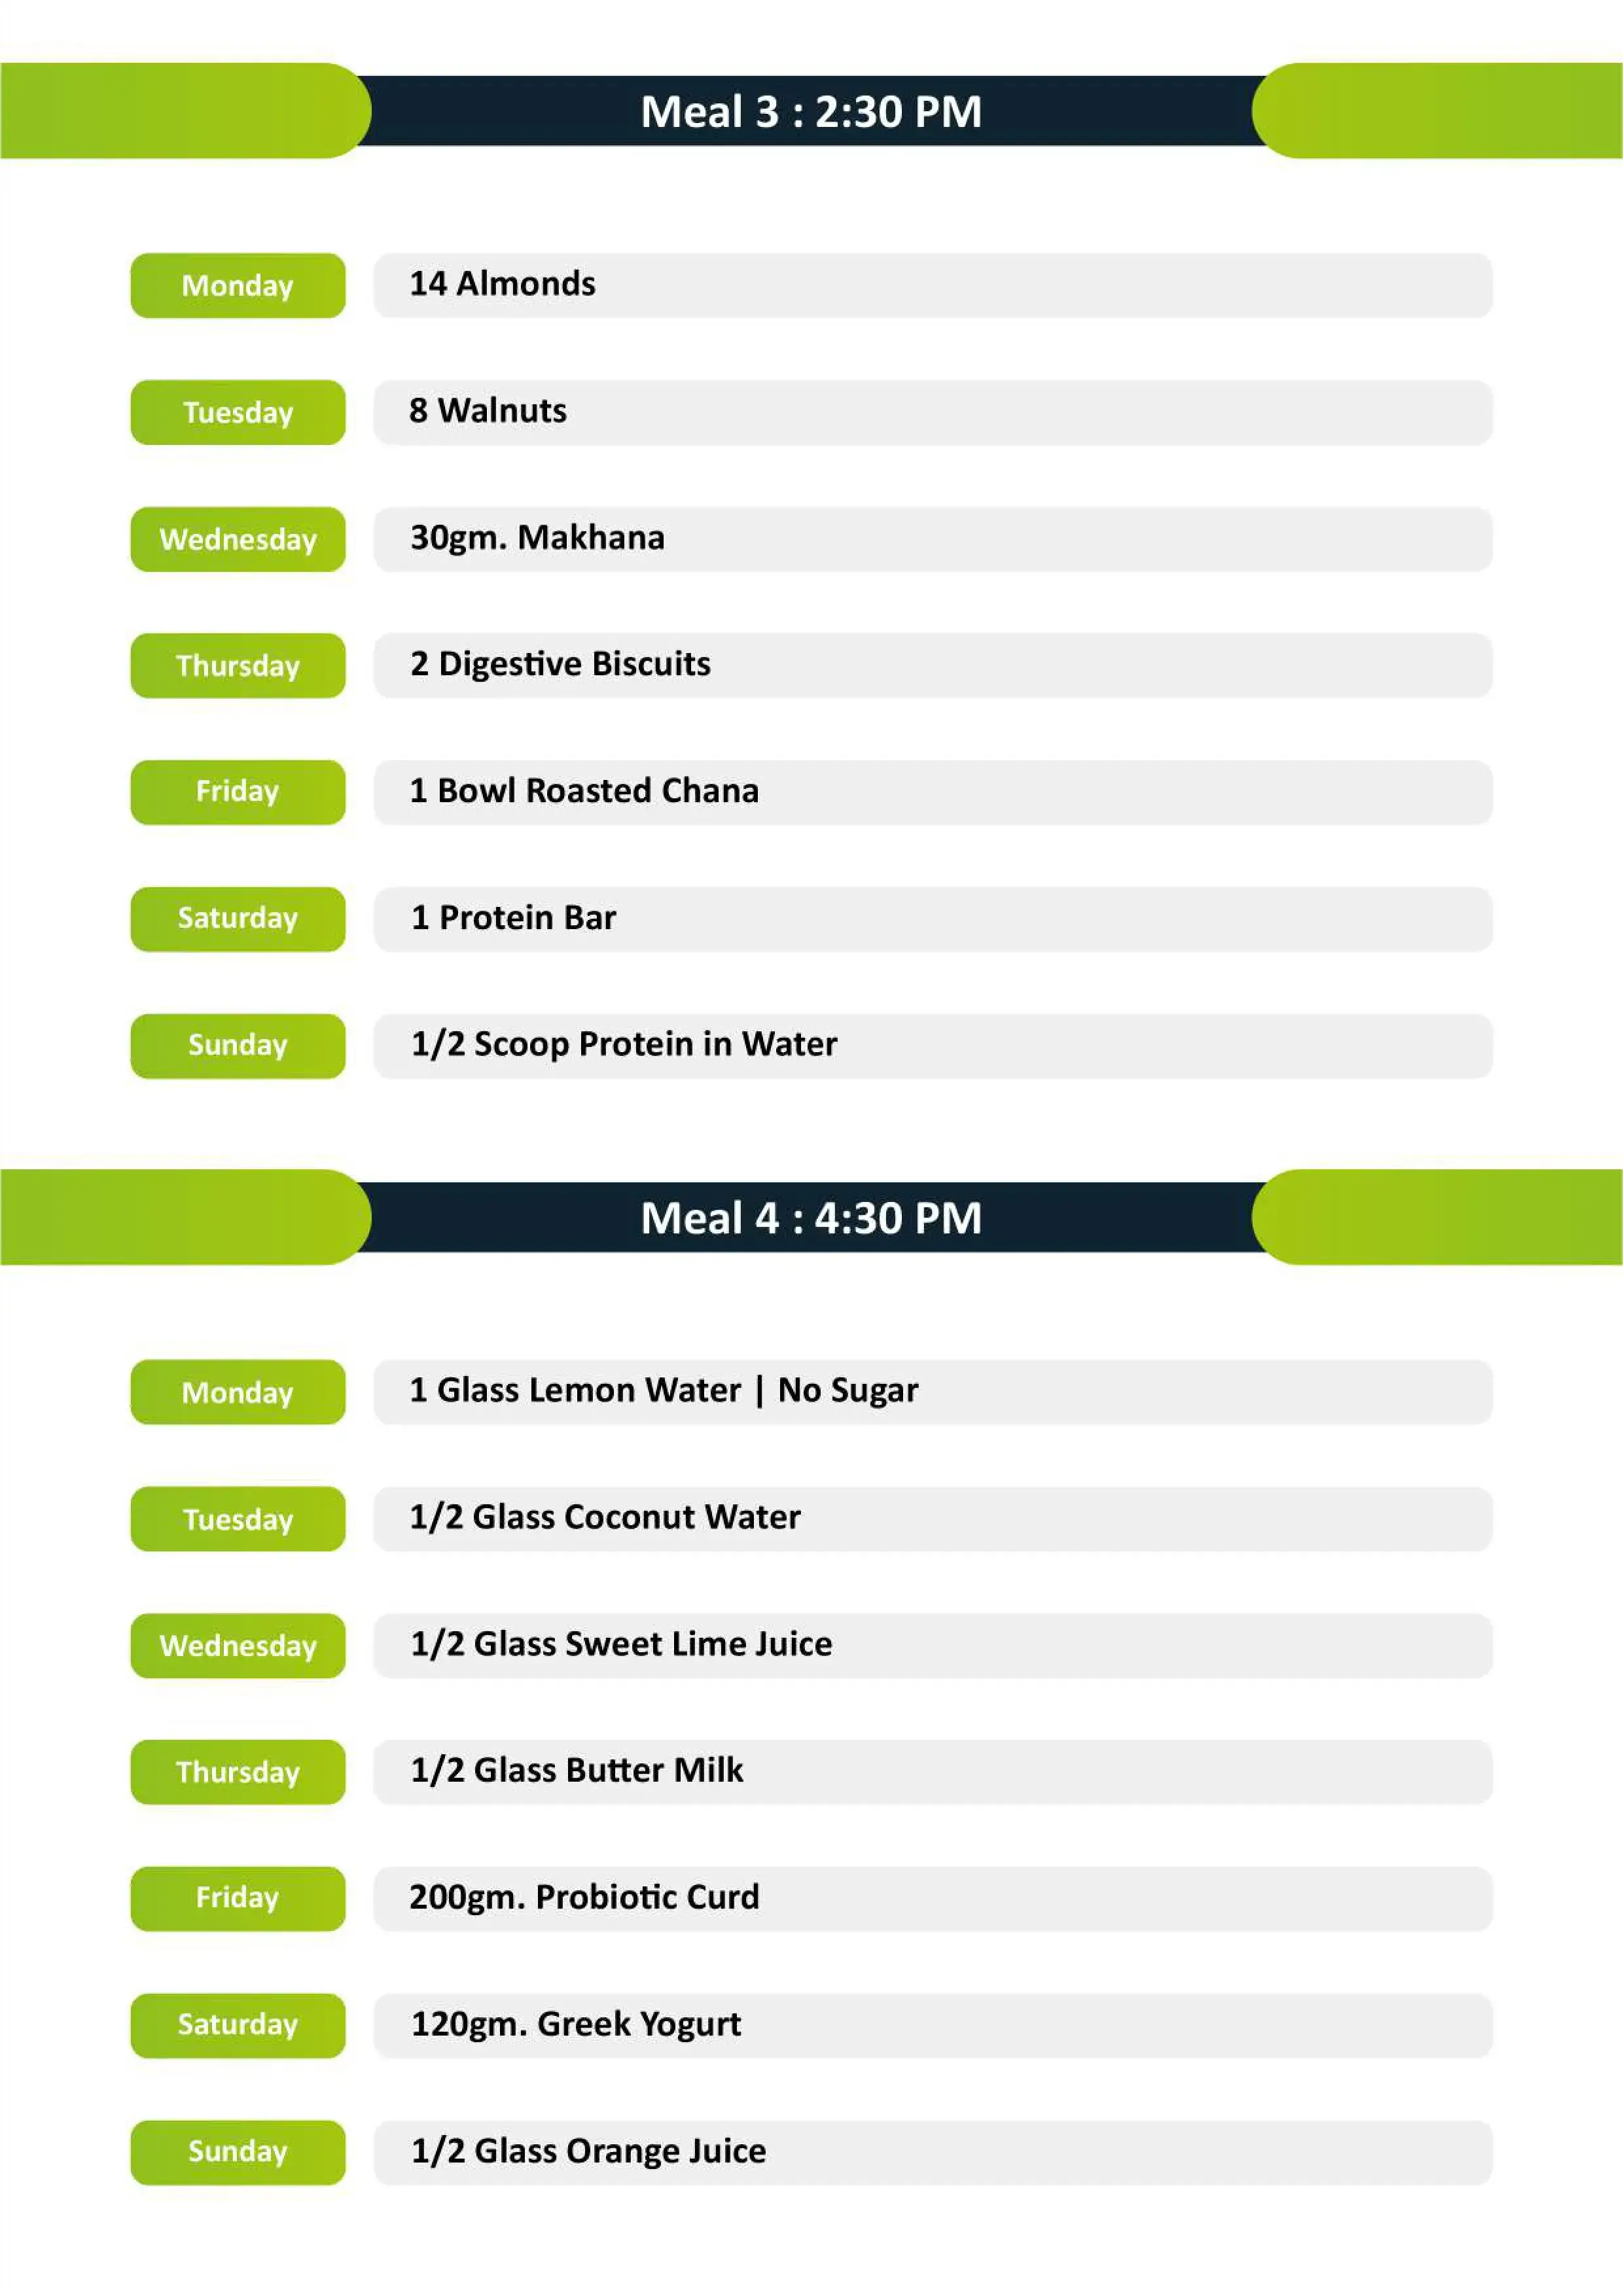 Meal 3 : 2:30 PM
Monday 14 Almonds
Tuesday 8 Walnuts
Wednesday 30gm. Makhana
Thursday 2 Digestive Biscuits
Friday 1 Bowl Roasted Chana
Saturday 1 Protein Bar
Sunday 1/2 Scoop Protein in Water
Meal 4 : 4:30 PM
Monday 1 Glass Lemon Water | No Sugar
Tuesday 1/2 Glass Coconut Water
Wednesday 1/2 Glass Sweet Lime Juice
Thursday 1/2 Glass Butter Milk
Friday 200gm. Probiotic Curd
Saturday 120gm. Greek Yogurt
Sunday 1/2 Glass Orange Juice